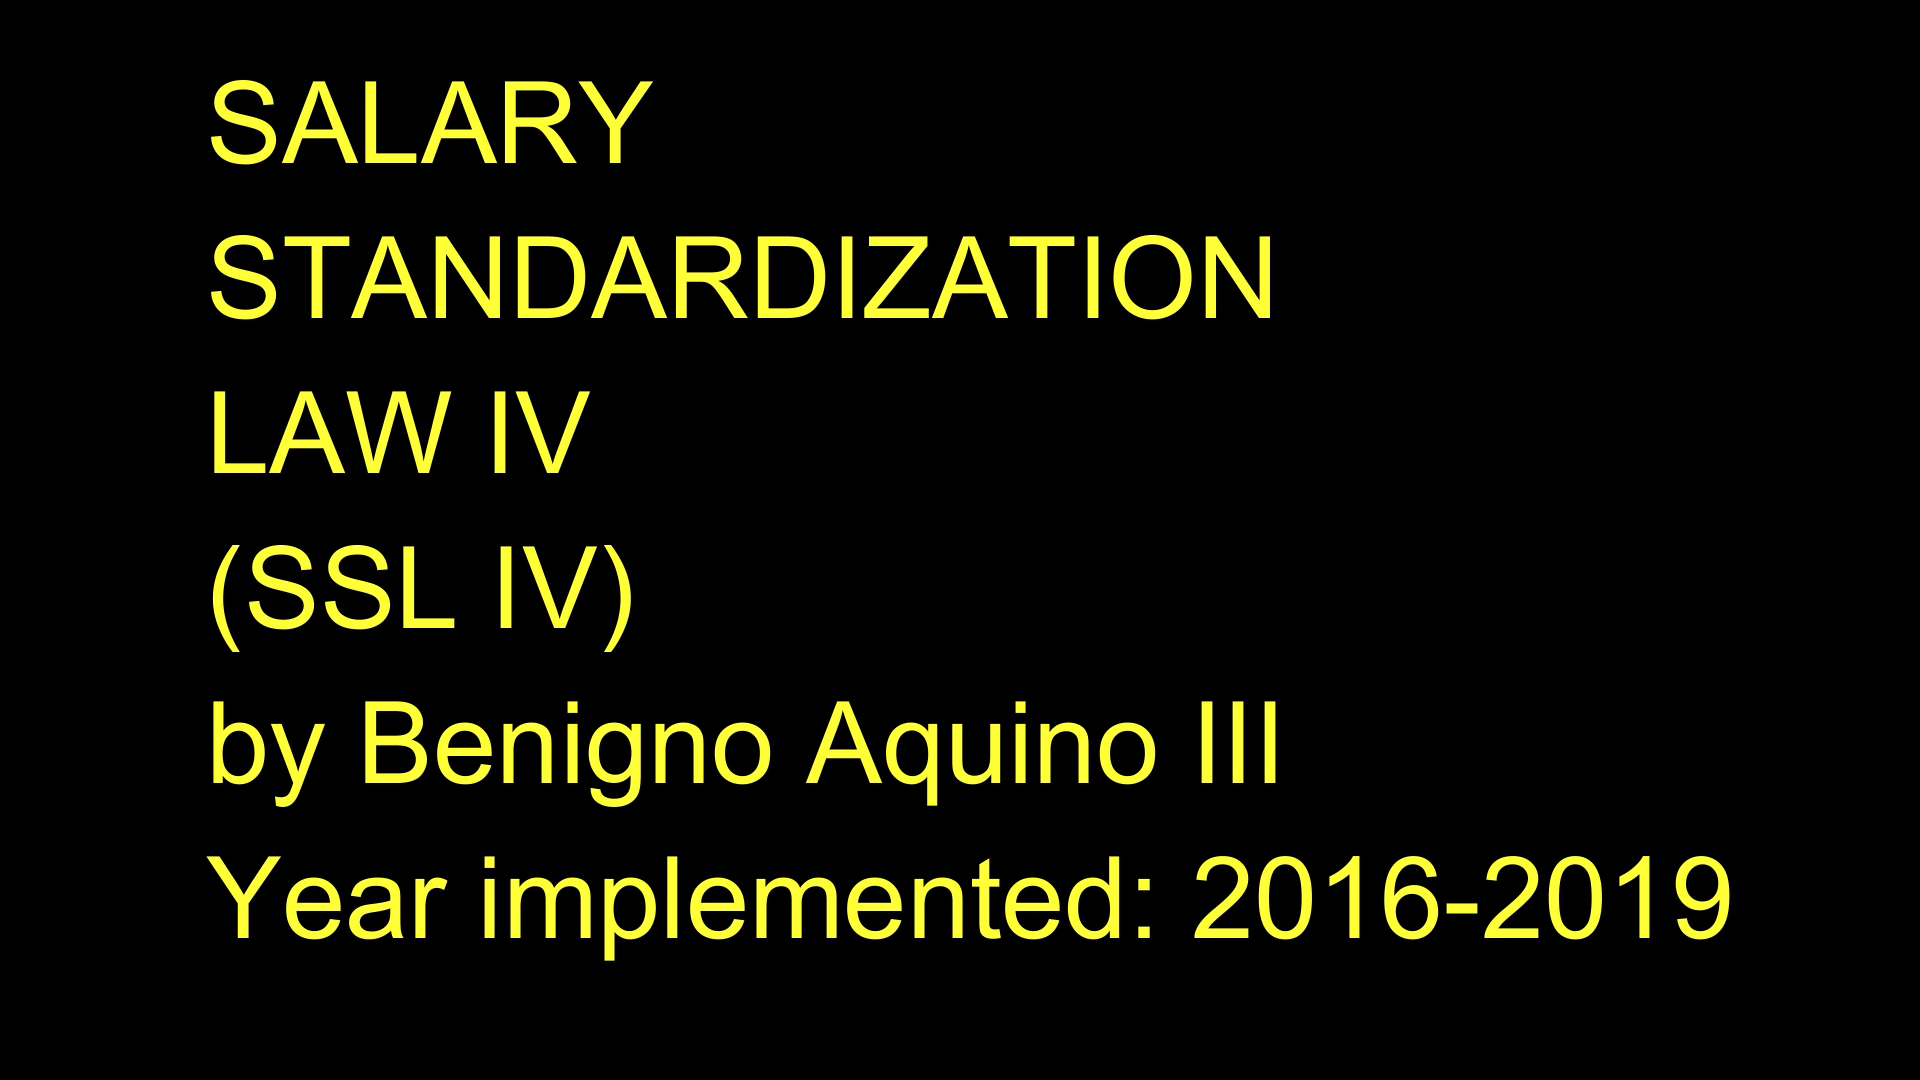 SALARY
STANDARDIZATION
LAW IV
(SSL IV)
by Benigno Aquino III
Year implemented: 2016-2019